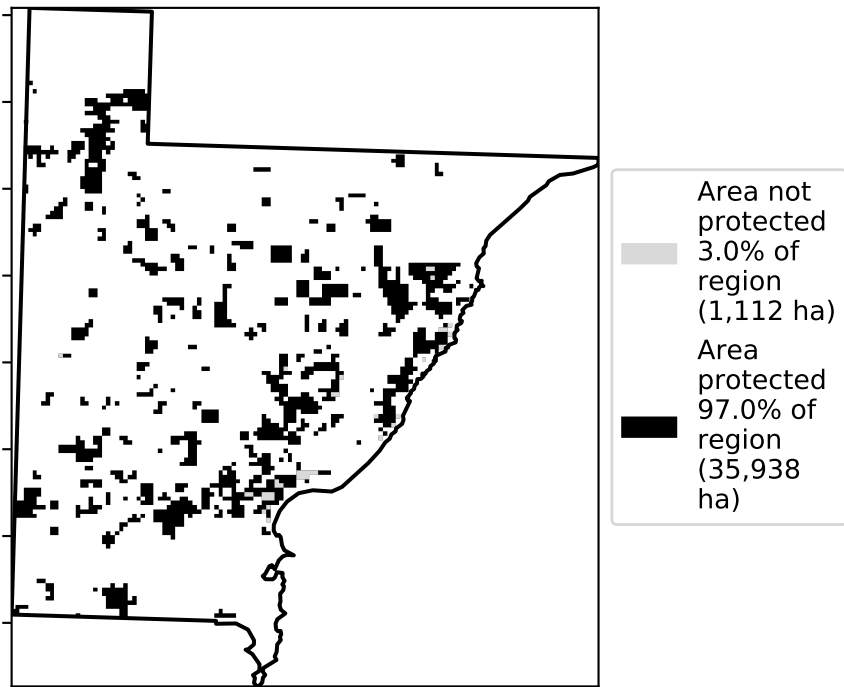 Area not
protected
3.0% of
region
(1,112 ha)
Area
protected
97.0% of
region
(35,938
ha)